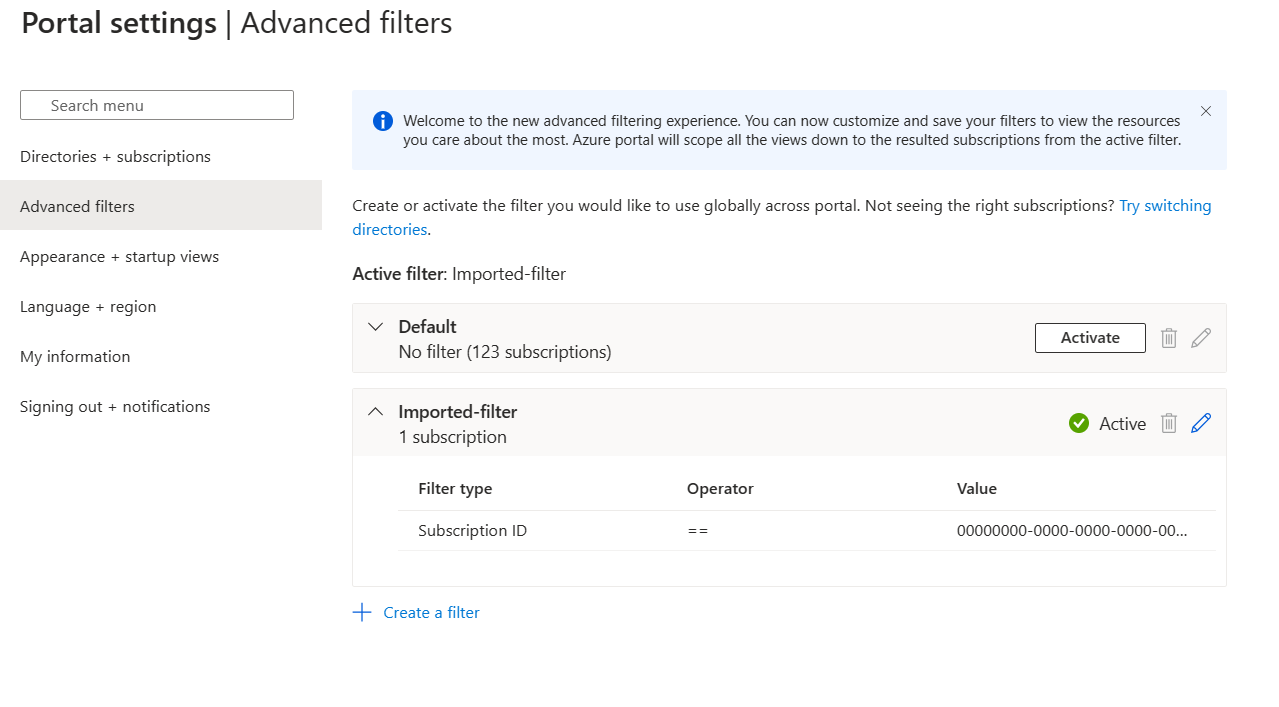 Portal settings | Advanced filters
Search menu
Directories + subscriptions
Advanced filters
Appearance + startup views
Language + region
My information
Signing out + notifications
Welcome to the new advanced filtering experience. You can now customize and save your filters to view the resources
you care about the most. Azure portal will scope all the views down to the resulted subscriptions from the active filter.
Create or activate the filter you would like to use globally across portal. Not seeing the right subscriptions? Try switching
directories.
Active filter: Imported-filter
Default
No filter (123 subscriptions)
Activate
Imported-filter
1 subscription
Active
Filter type Operator Value
Subscription ID == 00000000-0000-0000-0000-00...
Create a filter